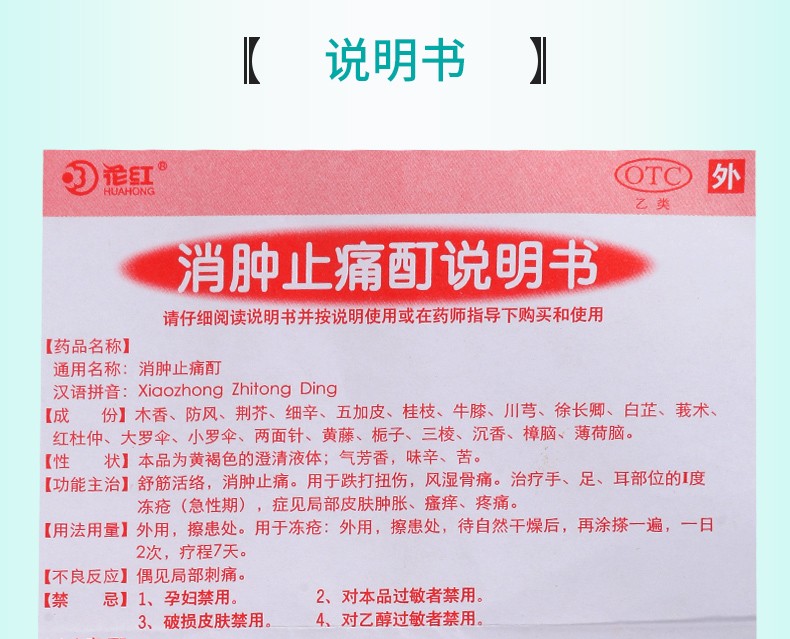 【 说明书 】
花红®
HUAHONG
OTC
乙类
外
消肿止痛酊说明书
请仔细阅读说明书并按说明使用或在药师指导下购买和使用
【药品名称】
通用名称：消肿止痛酊
汉语拼音：Xiaozhong Zhitong Ding
【成 份】木香、防风、荆芥、细辛、五加皮、桂枝、牛膝、川芎、徐长卿、白芷、莪术、
红杜仲、大罗伞、小罗伞、两面针、黄藤、栀子、三棱、沉香、樟脑、薄荷脑。
【性 状】本品为黄褐色的澄清液体；气芳香，味辛、苦。
【功能主治】舒筋活络，消肿止痛。用于跌打扭伤，风湿骨痛。治疗手、足、耳部位的I度
冻疮（急性期），症见局部皮肤肿胀、瘙痒、疼痛。
【用法用量】外用，擦患处。用于冻疮：外用，擦患处，待自然干燥后，再涂搽一遍，一日
2次，疗程7天。
【不良反应】偶见局部刺痛。
【禁 忌】1、孕妇禁用。 2、对本品过敏者禁用。
3、破损皮肤禁用。 4、对乙醇过敏者禁用。